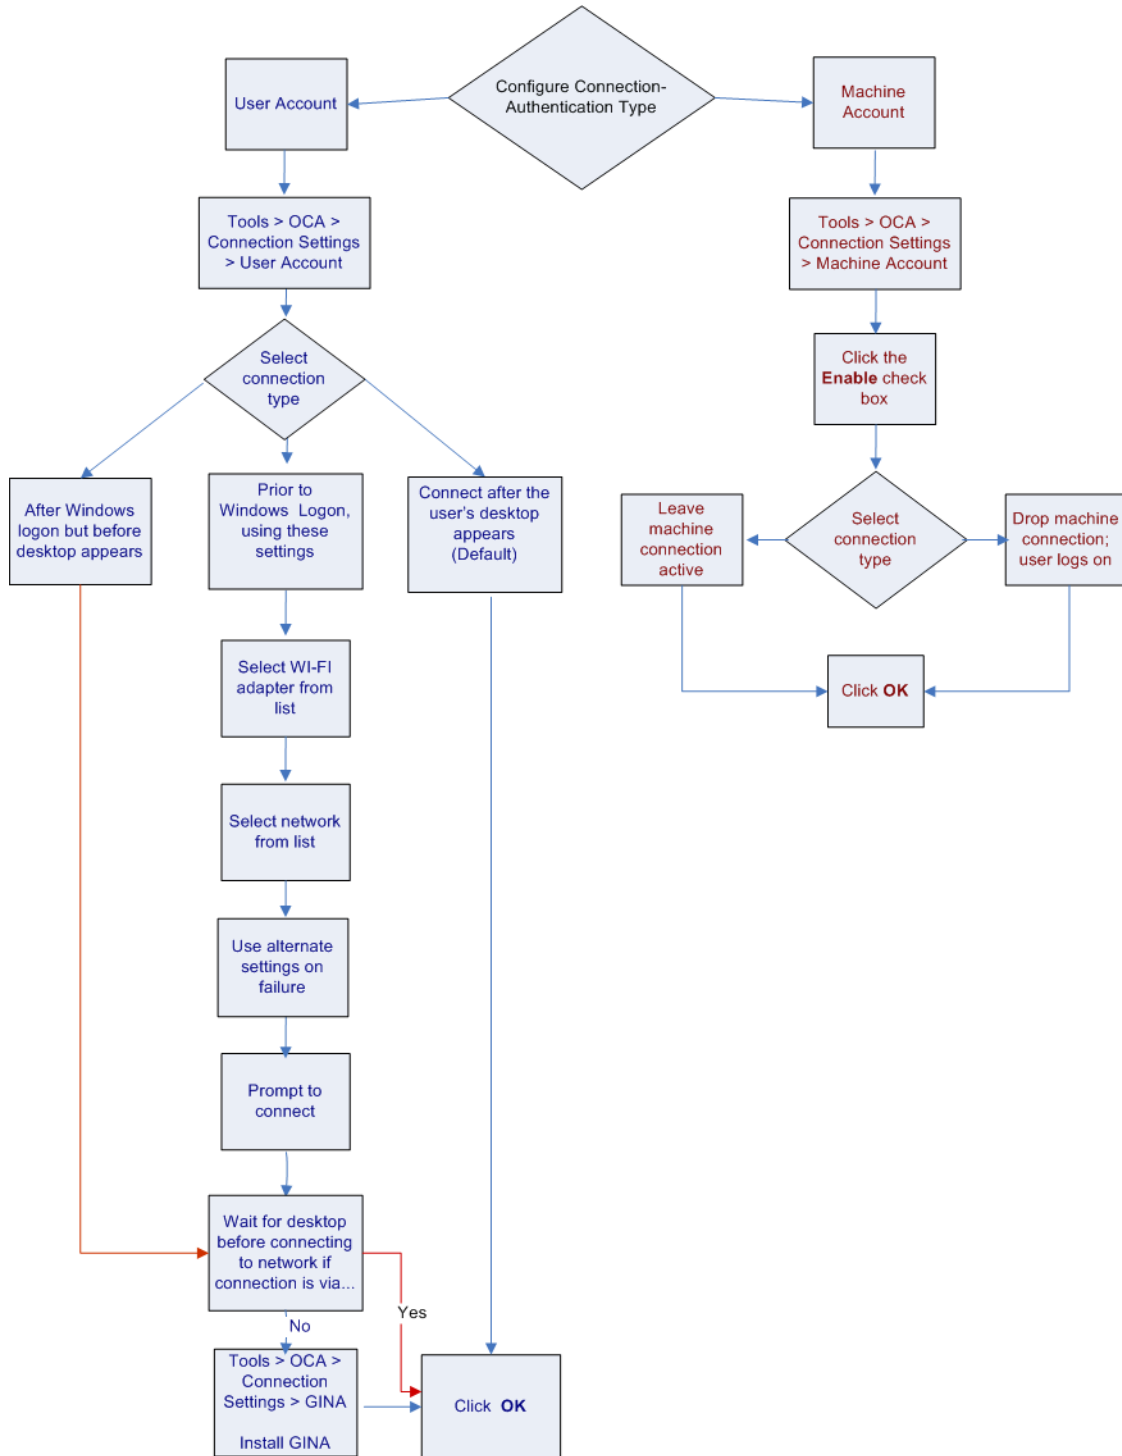 Configure Connection-
Authentication Type
User Account
Machine
Account
Tools > OCA >
Connection Settings
> User Account
Tools > OCA >
Connection Settings
> Machine Account
Select
connection
type
Click the
Enable check
box
After Windows
logon but before
desktop appears
Prior to
Windows Logon,
using these
settings
Connect after the
user's desktop
appears
(Default)
Leave
machine
connection
active
Select
connection
type
Drop machine
connection;
user logs on
Select WI-FI
adapter from
list
Click OK
Select network
from list
Use alternate
settings on
failure
Prompt to
connect
Wait for desktop
before connecting
to network if
connection is via...
Yes
No
Tools > OCA >
Connection
Settings > GINA
Install GINA
Click OK